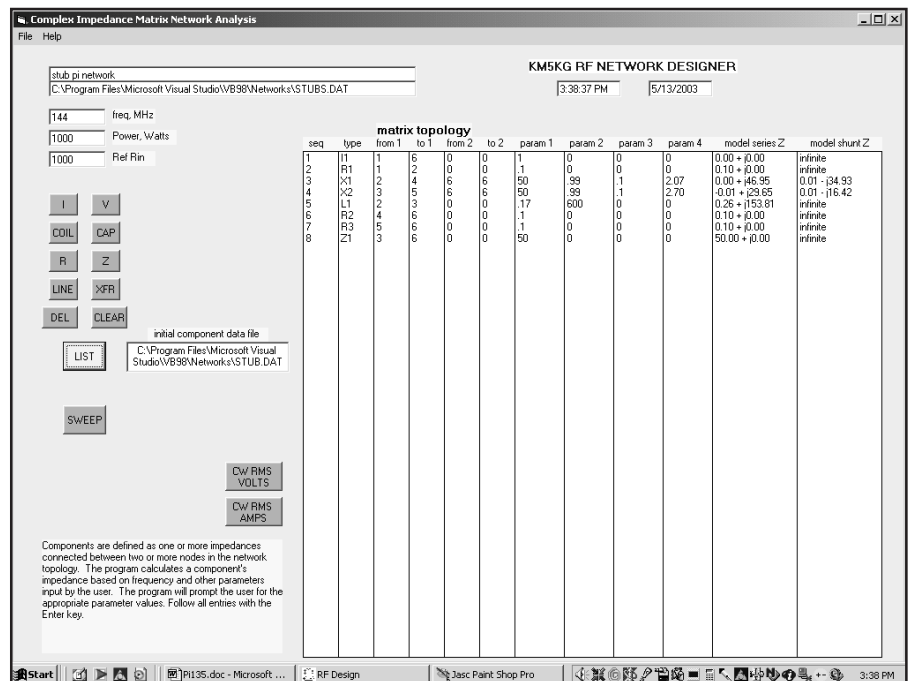 Complex Impedance Matrix Network Analysis
File Help
KM5KG RF NETWORK DESIGNER
stub pi network
C:\Program Files\Microsoft Visual Studio\VB98\Networks\STUBS.DAT
3:38:37 PM 5/13/2003
144 freq, MHz
1000 Power, Watts
1000 Ref Rin
matrix topology
seq type from 1 to 1 from 2 to 2 param 1 param 2 param 3 param 4 model series Z model shunt Z
1 I1 1 6 0 0 1 0 0 0 0.00 + j0.00 infinite
2 R1 1 2 0 0 .1 0 0 0 0.10 + j0.00 infinite
3 X1 2 4 6 6 50 .99 .1 2.07 0.00 + j46.95 0.01 - j34.93
4 X2 3 5 6 6 50 .99 .1 2.70 -0.01 + j29.65 0.01 - j16.42
5 L1 2 3 0 0 .17 600 0 0 0.26 + j153.81 infinite
6 R2 4 6 0 0 .1 0 0 0 0.10 + j0.00 infinite
7 R3 5 6 0 0 .1 0 0 0 0.10 + j0.00 infinite
8 Z1 3 6 0 0 50 0 0 0 50.00 + j0.00 infinite
I V
COIL CAP
R Z
LINE XFR
DEL CLEAR
initial component data file
LIST
C:\Program Files\Microsoft Visual
Studio\VB98\Networks\STUB.DAT
SWEEP
CW RMS
VOLTS
CW RMS
AMPS
Components are defined as one or more impedances
connected between two or more nodes in the network
topology. The program calculates a component's
impedance based on frequency and other parameters
input by the user. The program will prompt the user for the
appropriate parameter values. Follow all entries with the
Enter key.
Start Pi135.doc - Microsoft ... RF Design Jasc Paint Shop Pro 3:38 PM